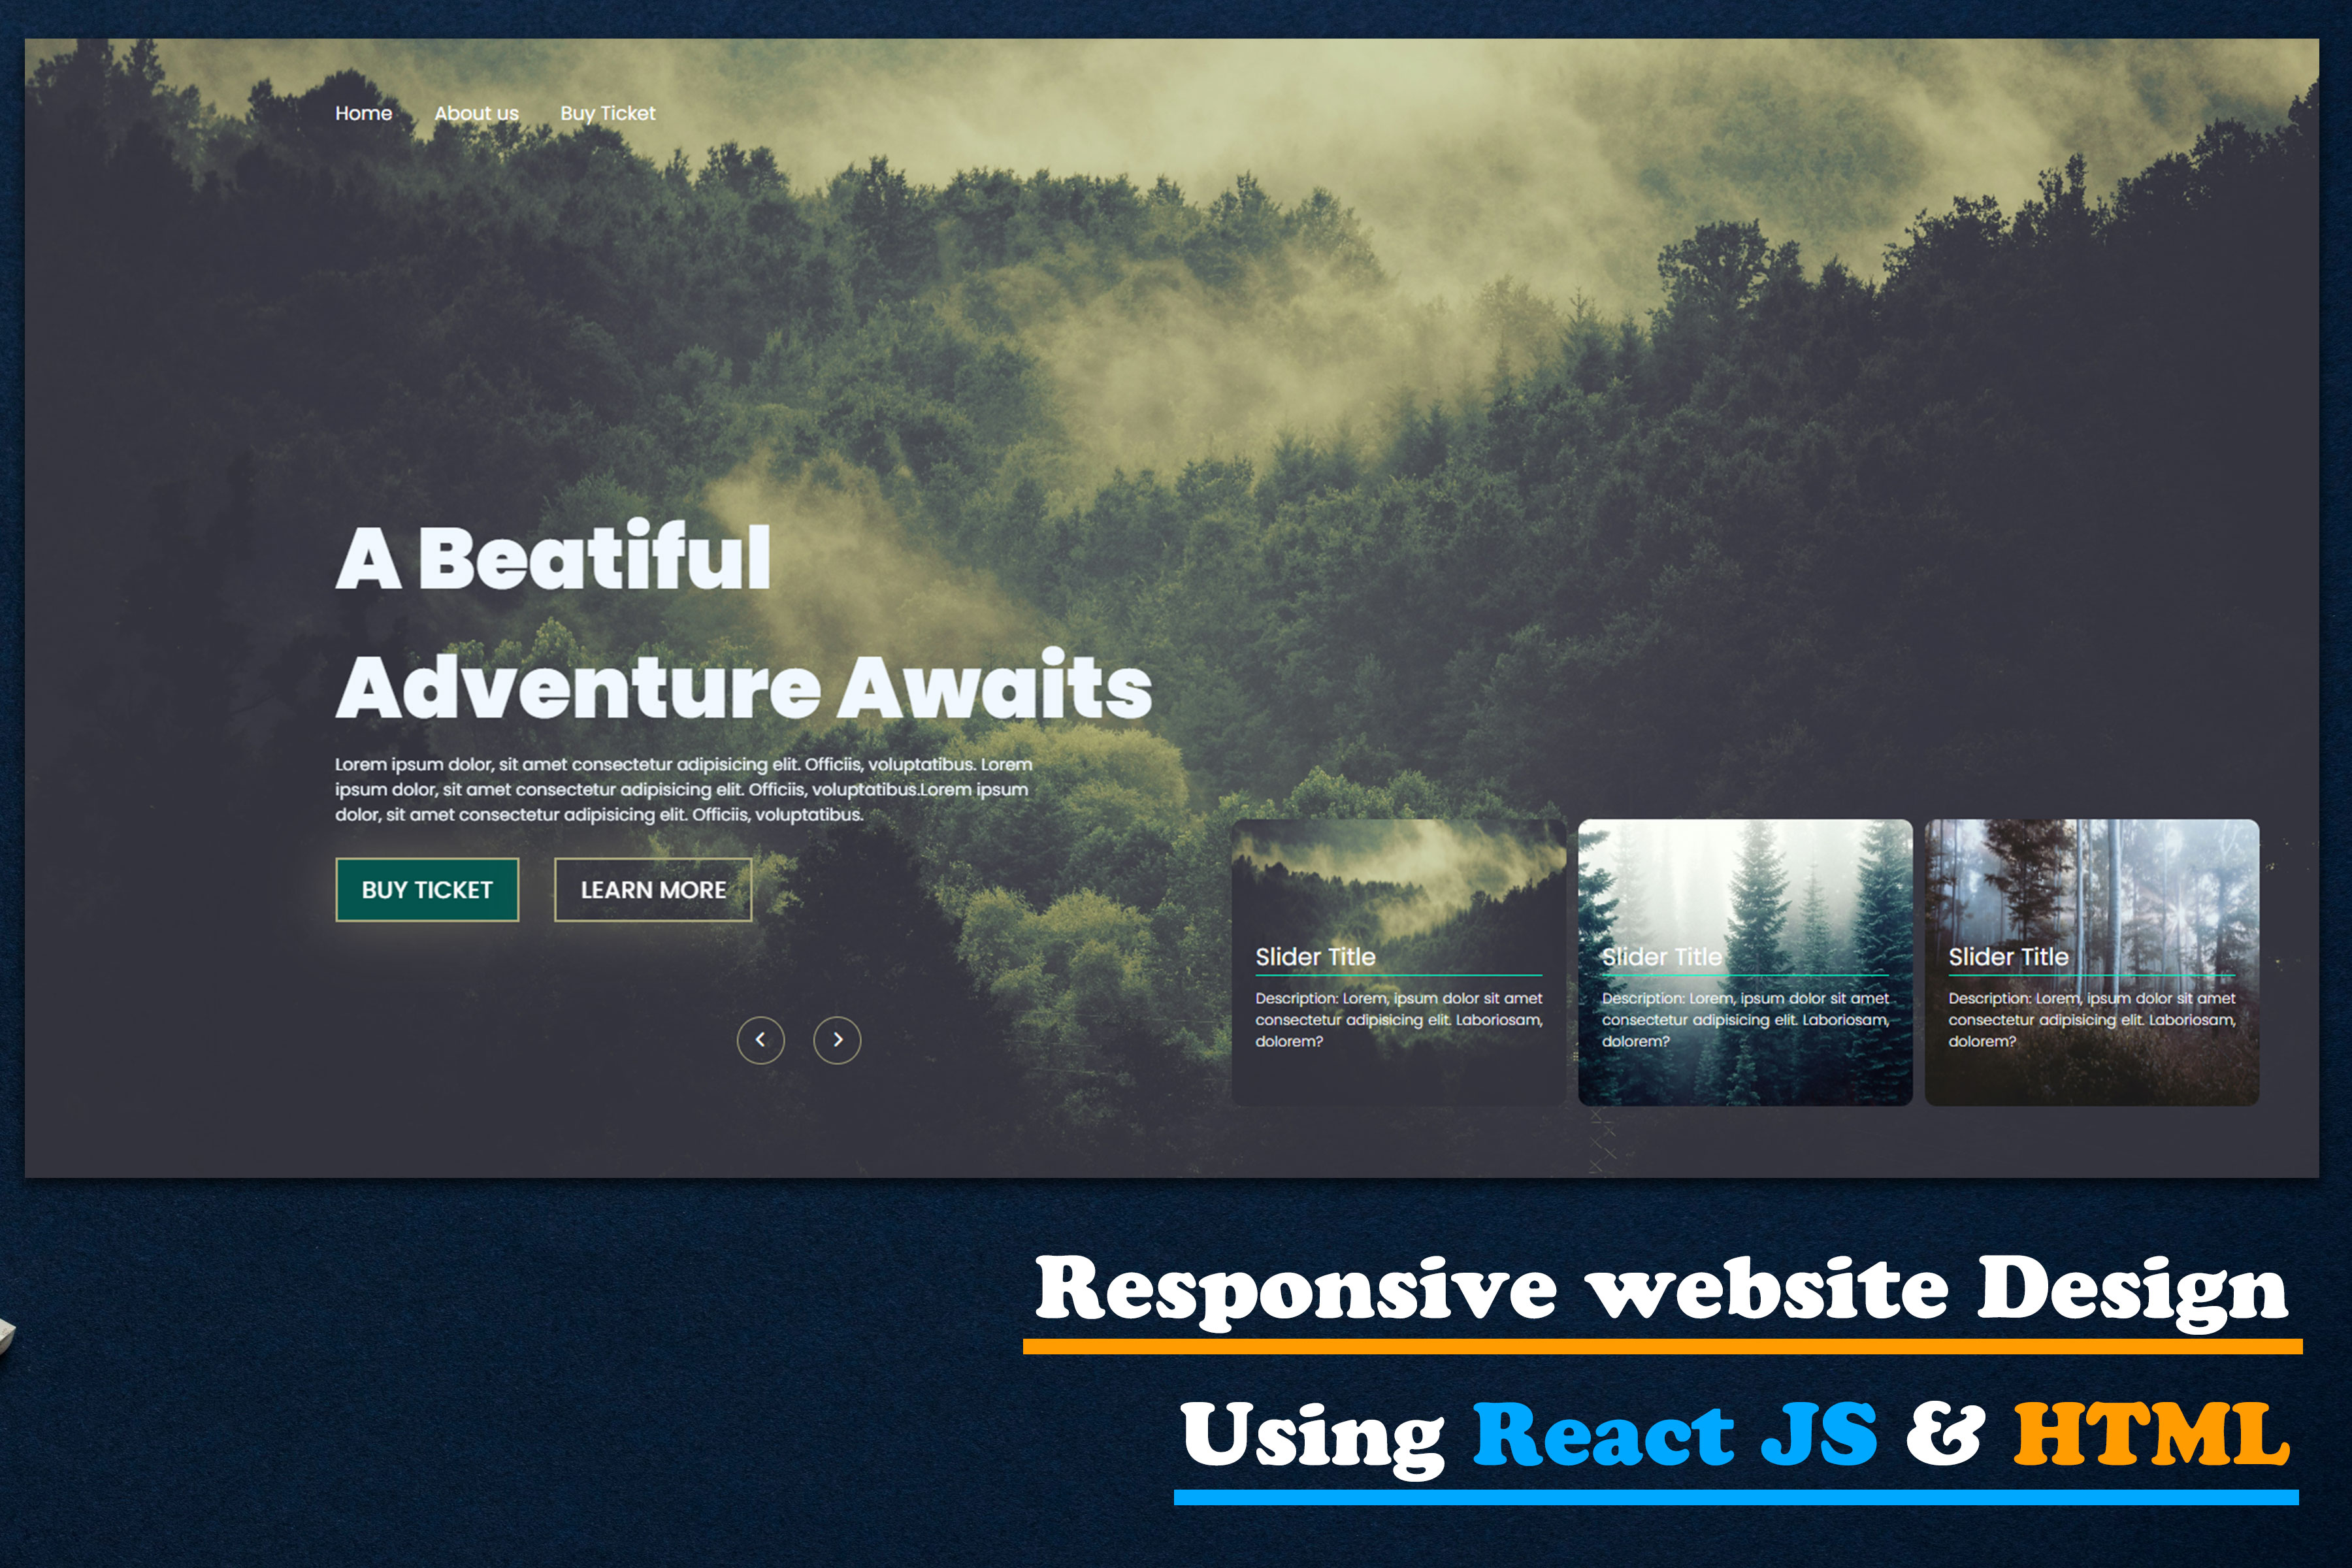 Home About us Buy Ticket
A Beatiful
Adventure Awaits
Lorem ipsum dolor, sit amet consectetur adipisicing elit. Officiis, voluptatibus. Lorem
ipsum dolor, sit amet consectetur adipisicing elit. Officiis, voluptatibus.Lorem ipsum
dolor, sit amet consectetur adipisicing elit. Officiis, voluptatibus.
BUY TICKET LEARN MORE
Slider Title
Description: Lorem, ipsum dolor sit amet
consectetur adipisicing elit. Laboriosam,
dolorem?
Slider Title
Description: Lorem, ipsum dolor sit amet
consectetur adipisicing elit. Laboriosam,
dolorem?
Slider Title
Description: Lorem, ipsum dolor sit amet
consectetur adipisicing elit. Laboriosam,
dolorem?
Responsive website Design
Using React JS & HTML